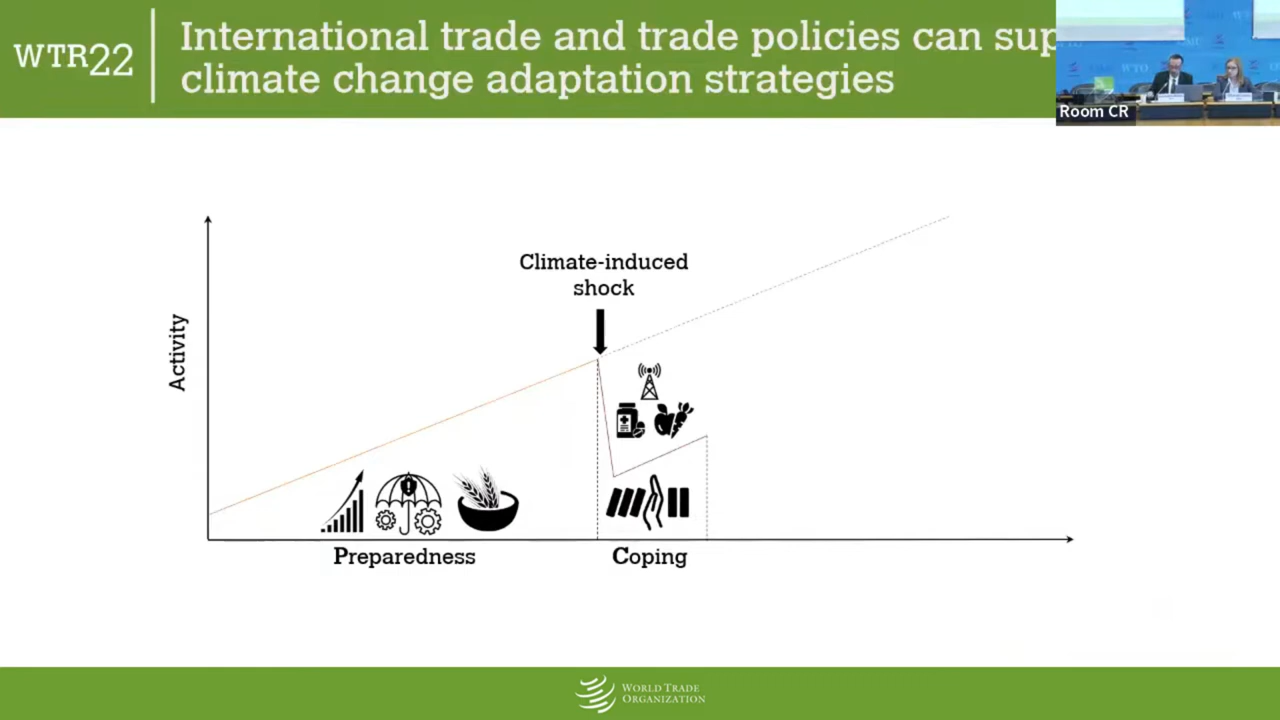 WTR22
International trade and trade policies can sup
climate change adaptation strategies
WTO
Room CR
Climate-induced
shock
Activity
Preparedness
Coping
WORLD TRADE
ORGANIZATION